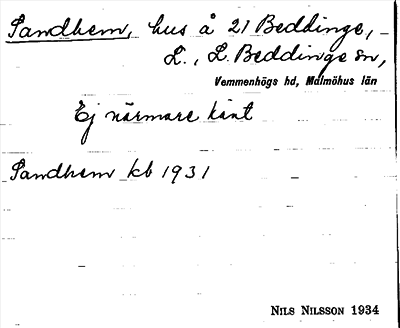 Sandhem, hus å 21 Beddinge,
L., L. Beddinge sn,
Vemmenhögs hd, Malmöhus län
Ej närmare känt
Sandhem kb 1931
NILS NILSSON 1934